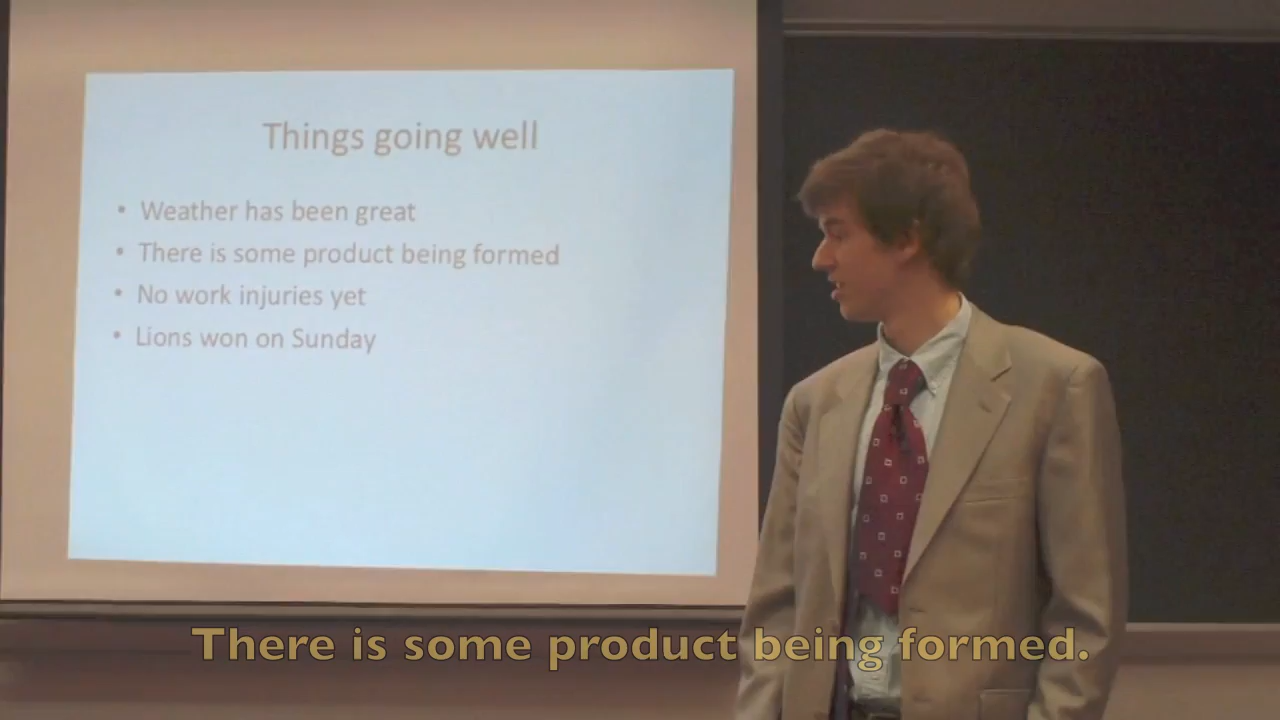 Things going well
• Weather has been great
• There is some product being formed
• No work injuries yet
• Lions won on Sunday
There is some product being formed.